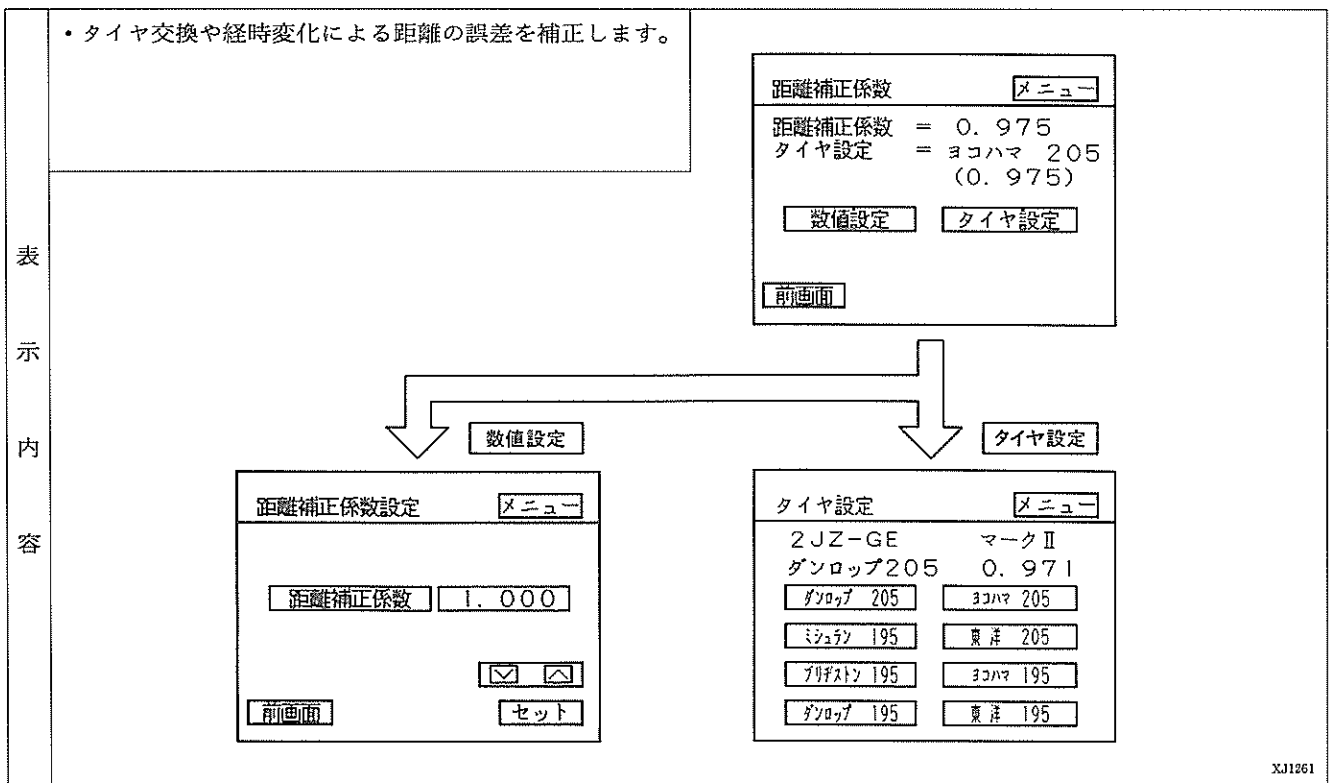 ・タイヤ交換や経時変化による距離の誤差を補正します。
表示内容
距離補正係数 メニュー
距離補正係数 = 0.975
タイヤ設定 = ヨコハマ 205
(0.975)
数値設定 タイヤ設定
前画面
数値設定
タイヤ設定
距離補正係数設定 メニュー
距離補正係数 1.000
前画面 セット
タイヤ設定 メニュー
2JZ-GE マークⅡ
ダンロップ205 0.971
ダンロップ 205 ヨコハマ 205
ミシュラン 195 東洋 205
ブリヂストン 195 ヨコハマ 195
ダンロップ 195 東洋 195
XJ1261